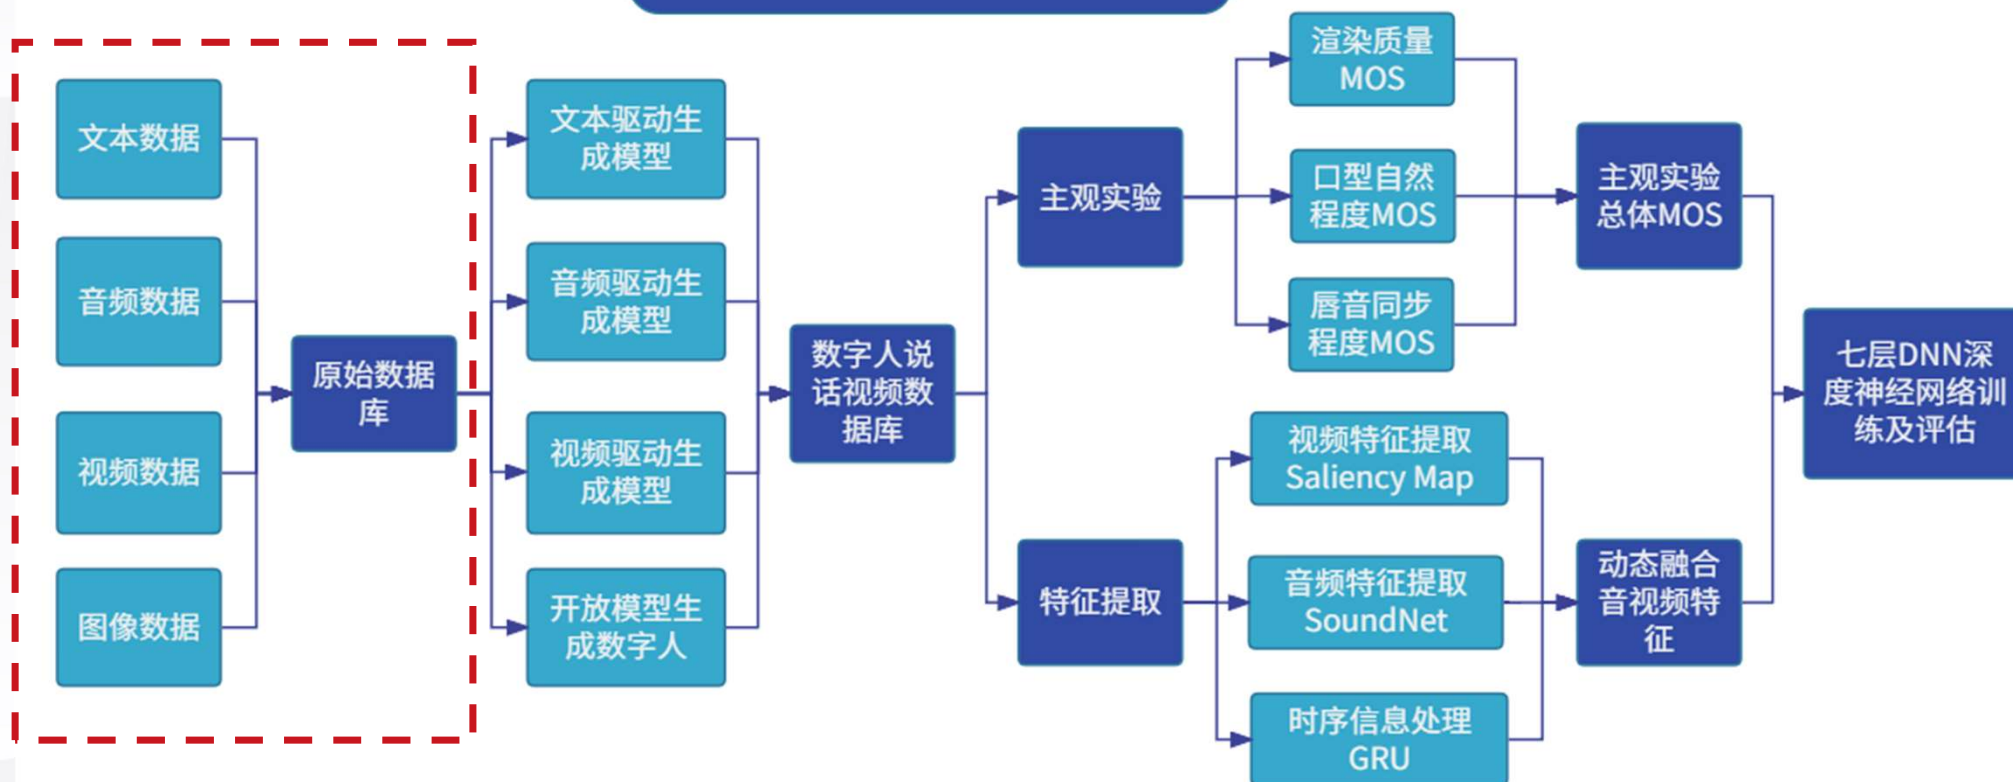 文本数据
音频数据
视频数据
图像数据
原始数据
库
文本驱动生
成模型
音频驱动生
成模型
视频驱动生
成模型
开放模型生
成数字人
数字人说
话视频数
据库
主观实验
特征提取
渲染质量
MOS
口型自然
程度MOS
唇音同步
程度MOS
视频特征提取
Saliency Map
音频特征提取
SoundNet
时序信息处理
GRU
主观实验
总体MOS
动态融合
音视频特
征
七层DNN深
度神经网络训
练及评估